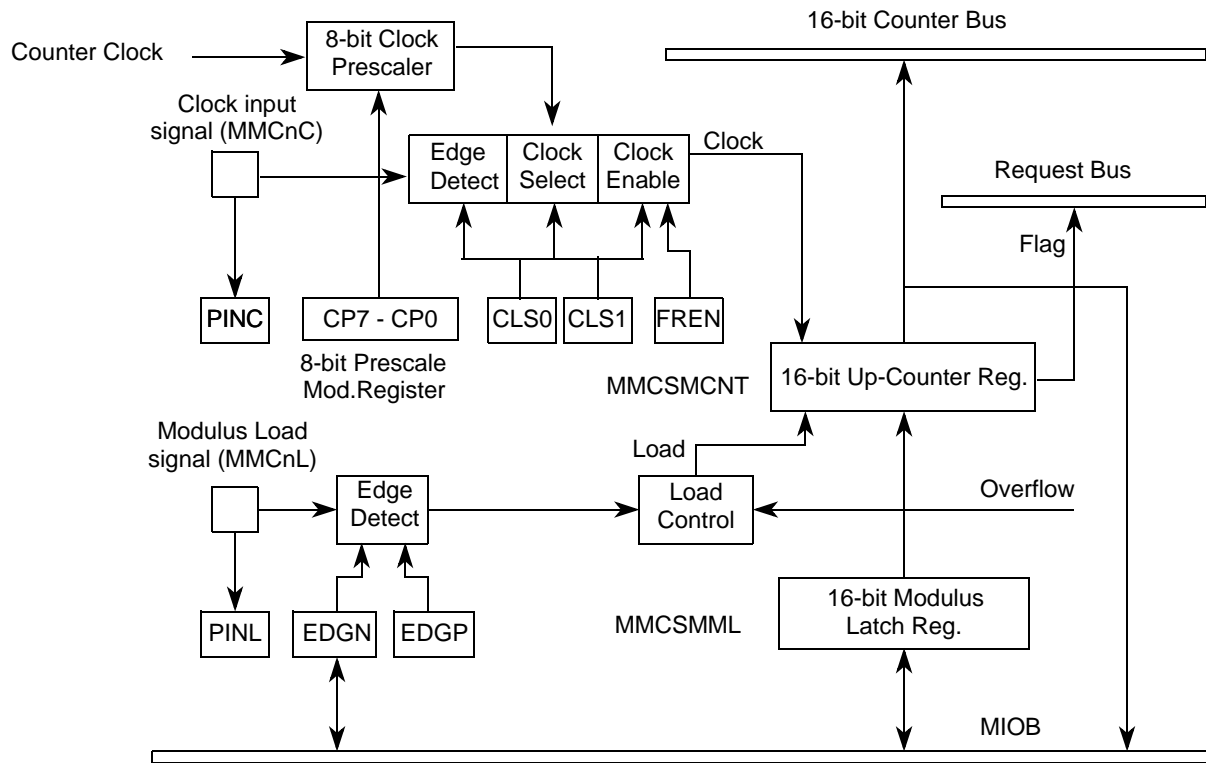 16-bit Counter Bus
Counter Clock
8-bit Clock
Prescaler
Clock input
signal (MMCnC)
Edge
Detect
Clock
Select
Clock
Enable
Clock
Request Bus
Flag
PINC
CP7 - CP0
CLS0
CLS1
FREN
8-bit Prescale
Mod.Register
MMCSMCNT
16-bit Up-Counter Reg.
Modulus Load
signal (MMCnL)
Load
Edge
Detect
Load
Control
Overflow
PINL
EDGN
EDGP
MMCSMML
16-bit Modulus
Latch Reg.
MIOB